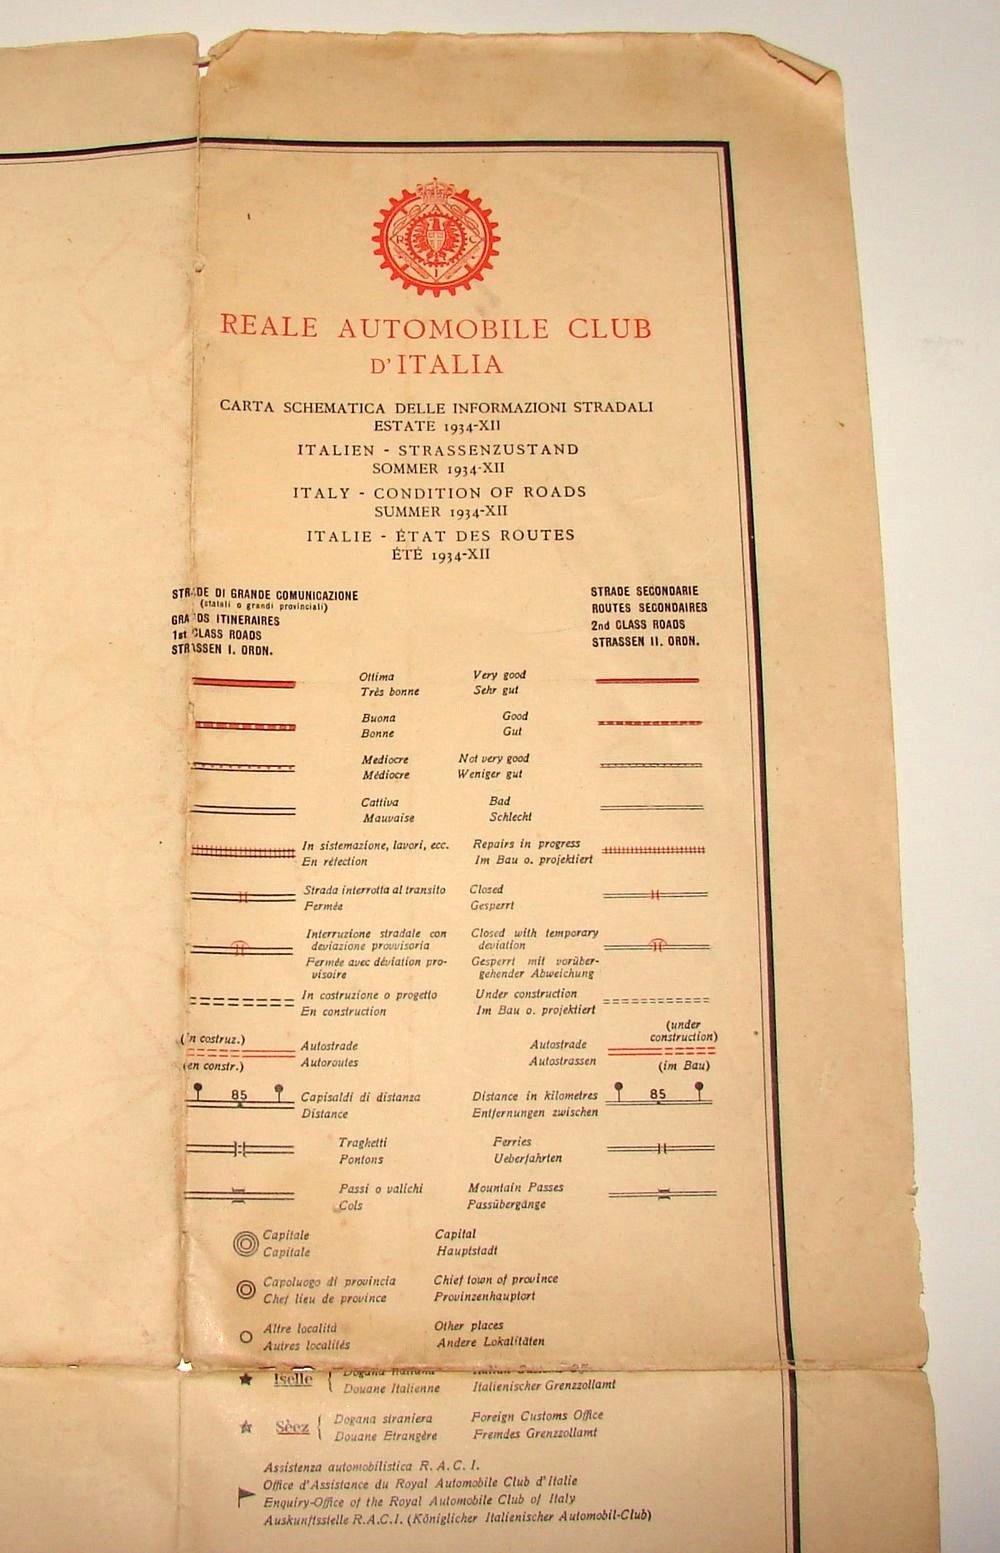 R A C I
REALE AUTOMOBILE CLUB
D'ITALIA
CARTA SCHEMATICA DELLE INFORMAZIONI STRADALI
ESTATE 1934-XII
ITALIEN - STRASSENZUSTAND
SOMMER 1934-XII
ITALY - CONDITION OF ROADS
SUMMER 1934-XII
ITALIE - ÉTAT DES ROUTES
ÉTÉ 1934-XII
STRADE DI GRANDE COMUNICAZIONE
(statali o grandi provinciali)
GRANDS ITINERAIRES
1st CLASS ROADS
STRASSEN I. ORDN.
STRADE SECONDARIE
ROUTES SECONDAIRES
2nd CLASS ROADS
STRASSEN II. ORDN.
Ottima Very good
Très bonne Sehr gut
Buona Good
Bonne Gut
Mediocre Not very good
Médiocre Weniger gut
Cattiva Bad
Mauvaise Schlecht
In sistemazione, lavori, ecc. Repairs in progress
En rétection Im Bau o. projektiert
Strada interrotta al transito Closed
Fermée Gesperrt
Interruzione stradale con Closed with temporary
deviazione provvisoria deviation
Fermée avec déviation pro- Gesperrt mit vorüber-
visoire gehender Abweichung
In costruzione o progetto Under construction
En construction Im Bau o. projektiert
(in costruz.) (under
construction)
Autostrade Autostrade
Autoroutes Autostrassen
(en constr.) (im Bau)
85 Capisaldi di distanza Distance in kilometres 85
Distance Entfernungen zwischen
Traghetti Ferries
Pontons Ueberfahrten
Passi o valichi Mountain Passes
Cols Passübergänge
Capitale Capital
Capitale Hauptstadt
Capoluogo di provincia Chief town of province
Chef lieu de province Provinzenhauptort
Altre località Other places
Autres localités Andere Lokalitäten
Iselle Dogana Italiana
Douane Italienne Italienischer Grenzzollamt
Sèez Dogana straniera Foreign Customs Office
Douane Etrangère Fremdes Grenzzollamt
Assistenza automobilistica R. A. C. I.
Office d'Assistance du Royal Automobile Club d'Italie
Enquiry-Office of the Royal Automobile Club of Italy
Auskunftsstelle R.A.C.I. (Königlicher Italienischer Automobil-Club)